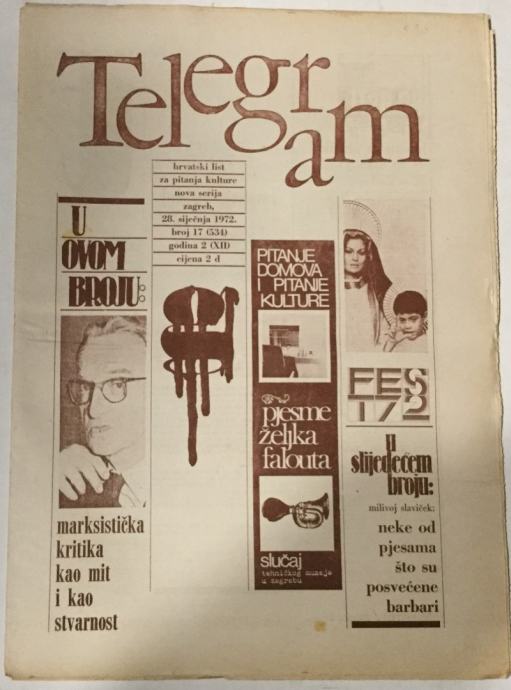 Telegram
hrvatski list
za pitanja kulture
nova serija
zagreb,
28. siječnja 1972.
broj 17 (534)
godina 2 (XII)
cijena 2 d
U
OVOM
BROJU:
marksistička
kritika
kao mit
i kao
stvarnost
PITANJE
DOMOVA
I PITANJE
KULTURE
pjesme
željka
falouta
slučaj
tehničkog muzeja
u zagrebu
FES
T72
u
slijedećem
broju:
milivoj slaviček:
neke od
pjesama
što su
posvećene
barbari